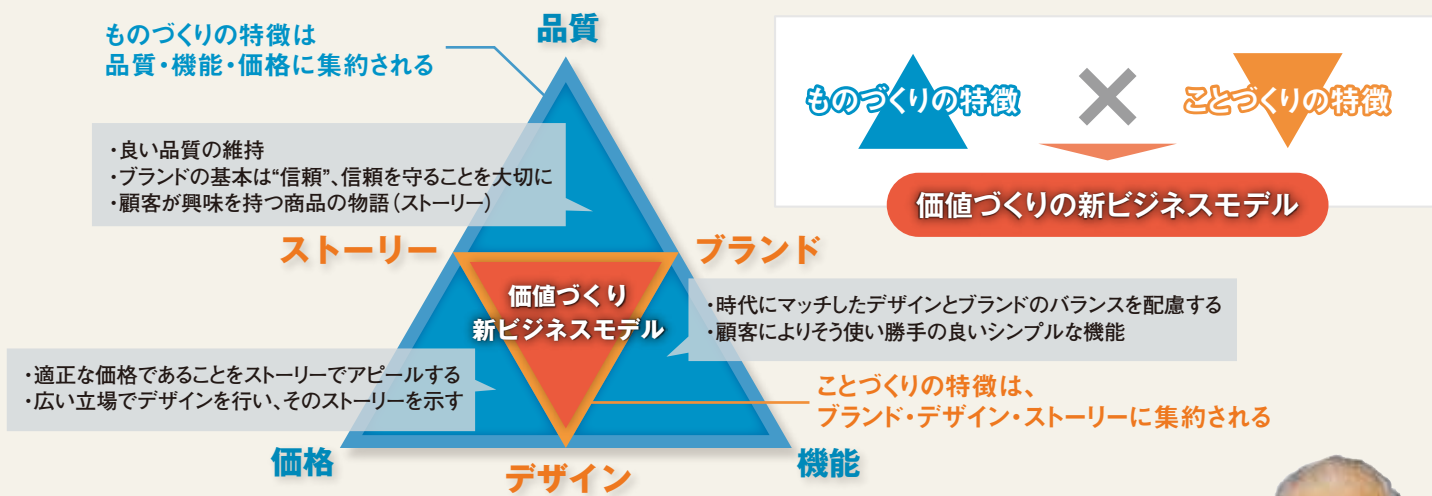 ものづくりの特徴は
品質・機能・価格に集約される
品質
・良い品質の維持
・ブランドの基本は“信頼”、信頼を守ることを大切に
・顧客が興味を持つ商品の物語（ストーリー）
ストーリー
ブランド
価値づくり
新ビジネスモデル
・時代にマッチしたデザインとブランドのバランスを配慮する
・顧客によりそう使い勝手の良いシンプルな機能
・適正な価格であることをストーリーでアピールする
・広い立場でデザインを行い、そのストーリーを示す
ことづくりの特徴は、
ブランド・デザイン・ストーリーに集約される
価格
デザイン
機能
ものづくりの特徴
×
ことづくりの特徴
価値づくりの新ビジネスモデル